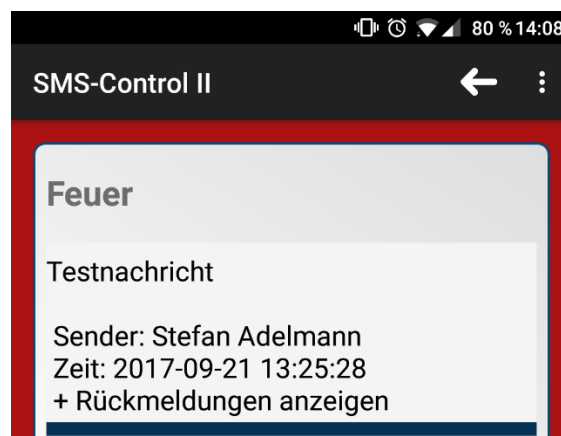 80 % 14:08
SMS-Control II
Feuer
Testnachricht
Sender: Stefan Adelmann
Zeit: 2017-09-21 13:25:28
+ Rückmeldungen anzeigen